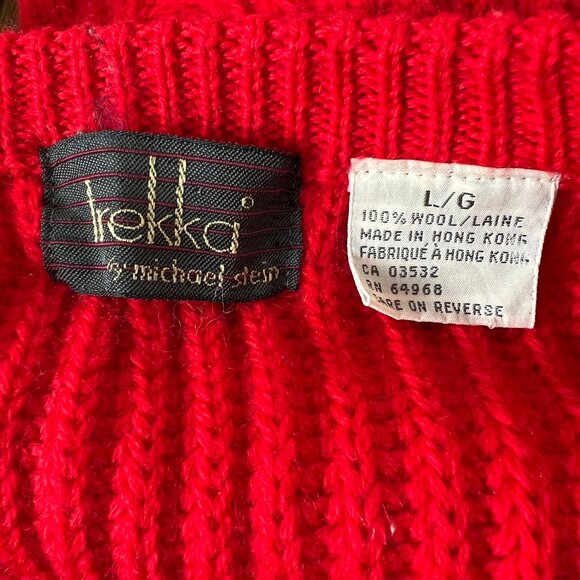 trekka
by michael stein
L/G
100% WOOL/LAINE
MADE IN HONG KONG
FABRIQUÉ À HONG KONG
CA 03532
RN 64968
CARE ON REVERSE